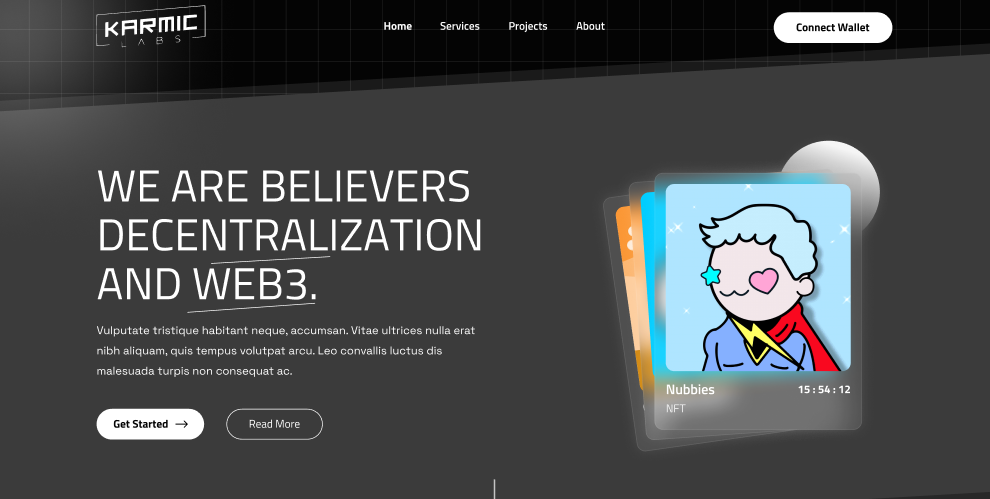 KARMIC
LABS
Home Services Projects About
Connect Wallet
WE ARE BELIEVERS
DECENTRALIZATION
AND WEB3.
Vulputate tristique habitant neque, accumsan. Vitae ultrices nulla erat
nibh aliquam, quis tempus volutpat arcu. Leo convallis luctus dis
malesuada turpis non consequat ac.
Get Started
Read More
Nubbies
15 : 54 : 12
NFT